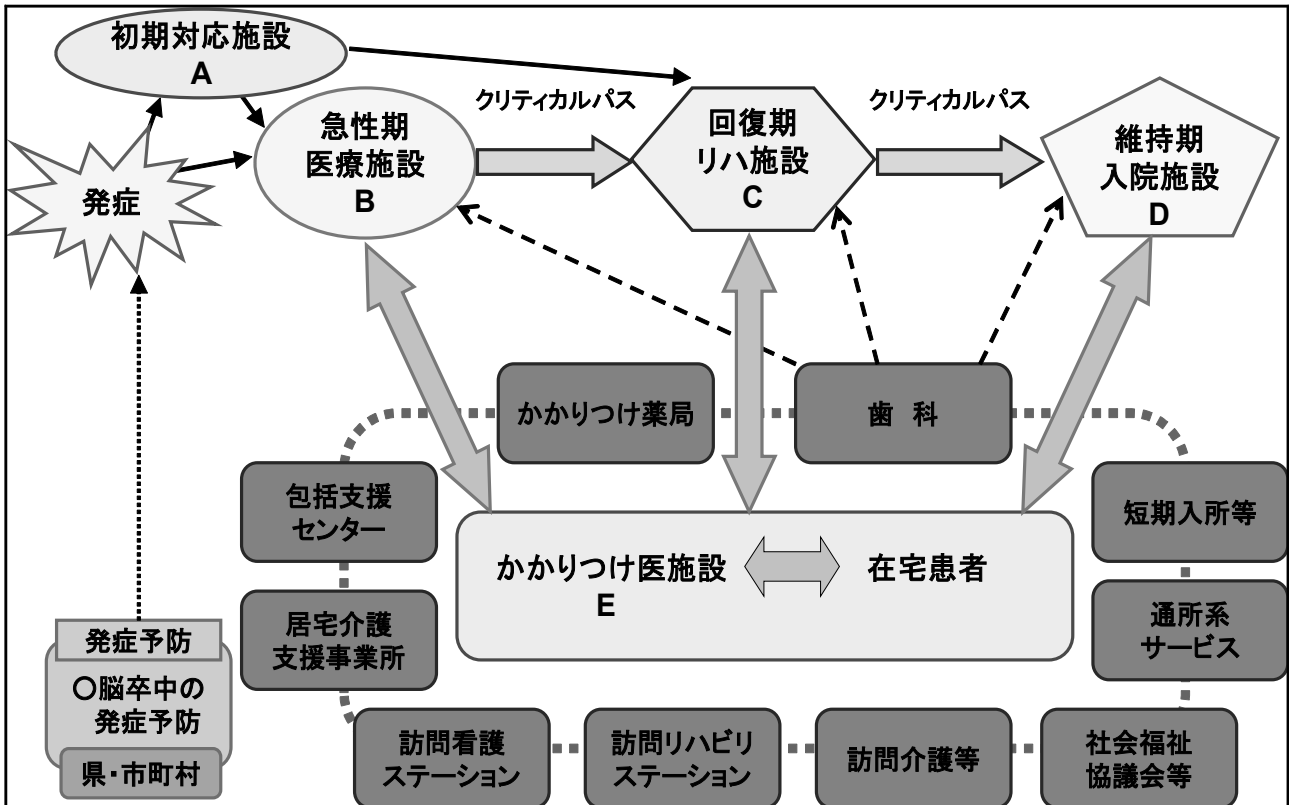 初期対応施設
A
クリティカルパス
クリティカルパス
急性期
医療施設
B
回復期
リハ施設
C
維持期
入院施設
D
発症
かかりつけ薬局
歯 科
包括支援
センター
短期入所等
かかりつけ医施設
E
在宅患者
居宅介護
支援事業所
通所系
サービス
発症予防
〇脳卒中の
発症予防
県・市町村
訪問看護
ステーション
訪問リハビリ
ステーション
訪問介護等
社会福祉
協議会等